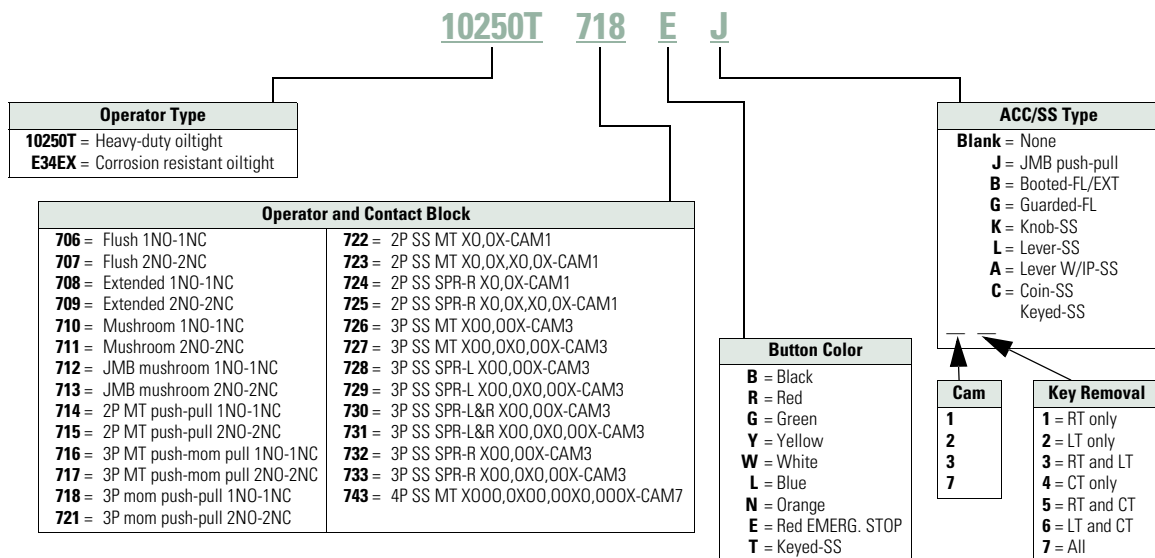 10250T 718 E J
Operator Type
10250T = Heavy-duty oiltight
E34EX = Corrosion resistant oiltight
Operator and Contact Block
706 = Flush 1NO-1NC
707 = Flush 2NO-2NC
708 = Extended 1NO-1NC
709 = Extended 2NO-2NC
710 = Mushroom 1NO-1NC
711 = Mushroom 2NO-2NC
712 = JMB mushroom 1NO-1NC
713 = JMB mushroom 2NO-2NC
714 = 2P MT push-pull 1NO-1NC
715 = 2P MT push-pull 2NO-2NC
716 = 3P MT push-mom pull 1NO-1NC
717 = 3P MT push-mom pull 2NO-2NC
718 = 3P mom push-pull 1NO-1NC
721 = 3P mom push-pull 2NO-2NC
722 = 2P SS MT XO,OX-CAM1
723 = 2P SS MT XO,OX,XO,OX-CAM1
724 = 2P SS SPR-R XO,OX-CAM1
725 = 2P SS SPR-R XO,OX,XO,OX-CAM1
726 = 3P SS MT XOO,OOX-CAM3
727 = 3P SS MT XOO,OXO,OOX-CAM3
728 = 3P SS SPR-L XOO,OOX-CAM3
729 = 3P SS SPR-L XOO,OXO,OOX-CAM3
730 = 3P SS SPR-L&R XOO,OOX-CAM3
731 = 3P SS SPR-L&R XOO,OXO,OOX-CAM3
732 = 3P SS SPR-R XOO,OOX-CAM3
733 = 3P SS SPR-R XOO,OXO,OOX-CAM3
743 = 4P SS MT XOOO,OXOO,OOXO,OOOX-CAM7
Button Color
B = Black
R = Red
G = Green
Y = Yellow
W = White
L = Blue
N = Orange
E = Red EMERG. STOP
T = Keyed-SS
ACC/SS Type
Blank = None
J = JMB push-pull
B = Booted-FL/EXT
G = Guarded-FL
K = Knob-SS
L = Lever-SS
A = Lever W/IP-SS
C = Coin-SS
Keyed-SS
_ _
Cam
1
2
3
7
Key Removal
1 = RT only
2 = LT only
3 = RT and LT
4 = CT only
5 = RT and CT
6 = LT and CT
7 = All